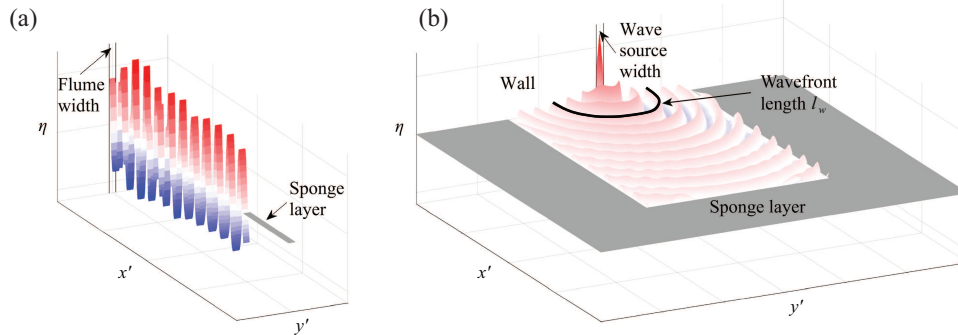 (a)
Flume
width
η
Sponge
layer
x′
y′
(b)
Wave
source
width
Wall
Wavefront
length l_w
η
Sponge layer
x′
y′